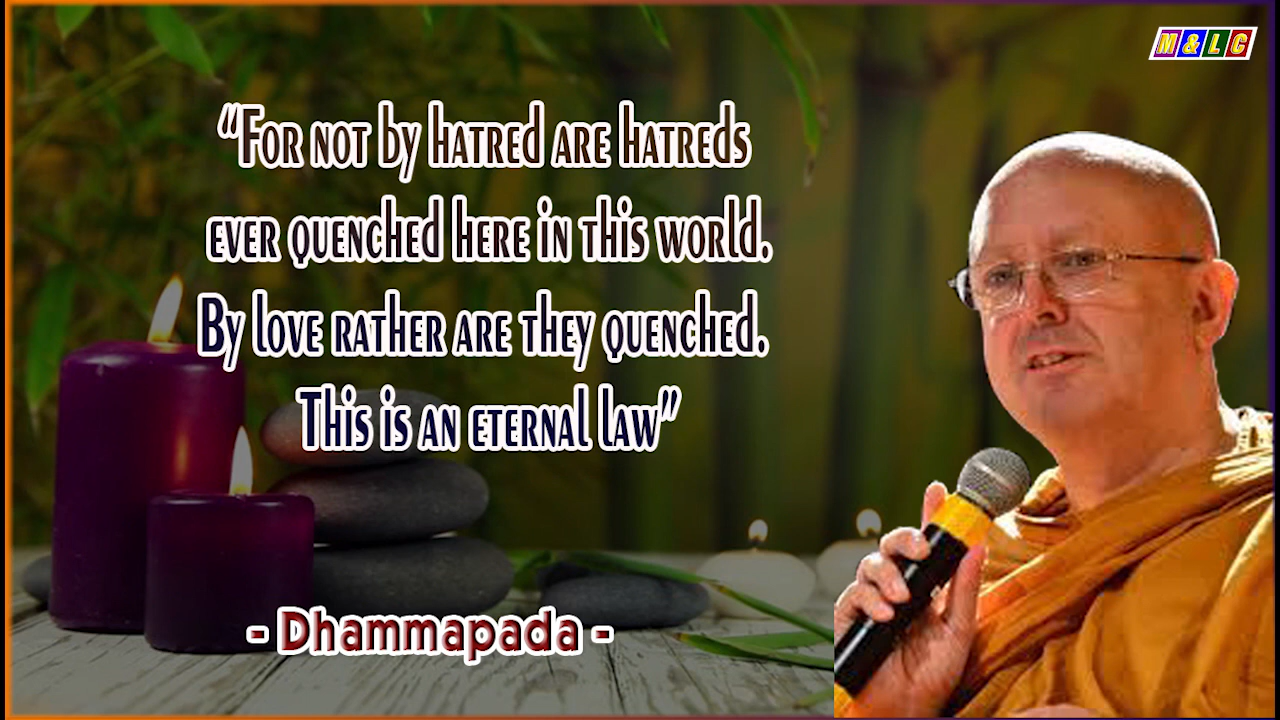 M&LC
“For not by hatred are hatreds
ever quenched here in this world.
By love rather are they quenched.
This is an eternal law”
- Dhammapada -